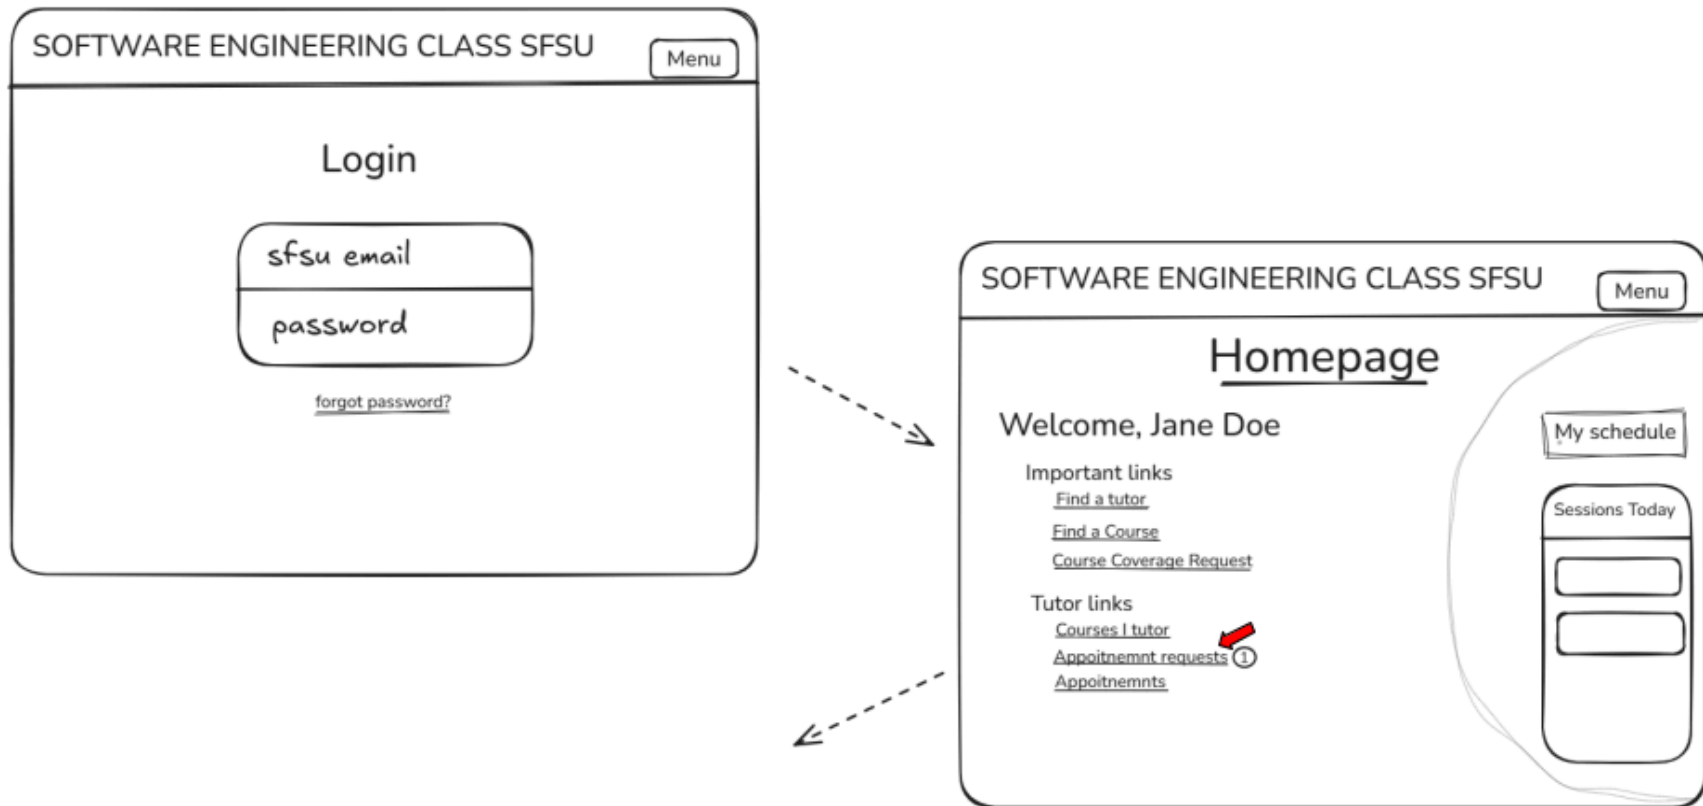 SOFTWARE ENGINEERING CLASS SFSU
Menu
Login
sfsu email
password
forgot password?
SOFTWARE ENGINEERING CLASS SFSU
Menu
Homepage
Welcome, Jane Doe
Important links
Find a tutor
Find a Course
Course Coverage Request
Tutor links
Courses I tutor
Appoitnemnt requests 1
Appoitnemnts
My schedule
Sessions Today